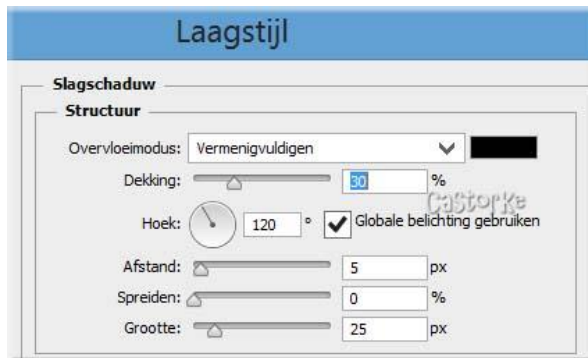 Laagstijl
Slagschaduw
Structuur
Overvloeimodus: Vermenigvuldigen
Dekking: 30 %
Castorke
Hoek: 120 ° Globale belichting gebruiken
Afstand: 5 px
Spreiden: 0 %
Grootte: 25 px